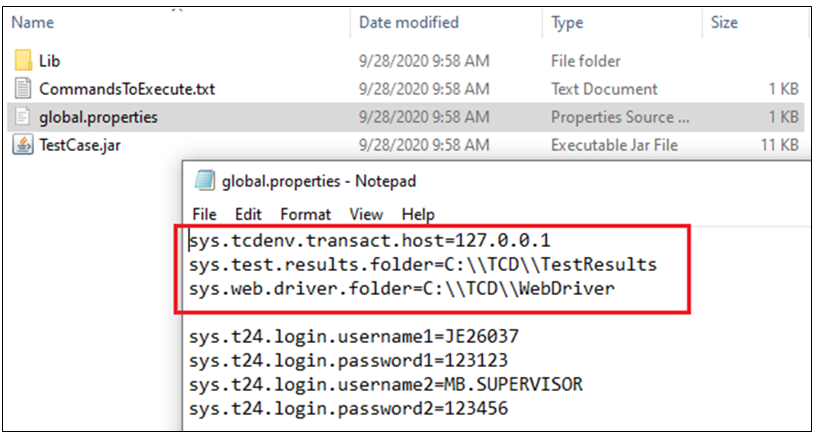 Name Date modified Type Size
Lib 9/28/2020 9:58 AM File folder
CommandsToExecute.txt 9/28/2020 9:58 AM Text Document 1 KB
global.properties 9/28/2020 9:58 AM Properties Source ... 1 KB
TestCase.jar 9/28/2020 9:58 AM Executable Jar File 11 KB
global.properties - Notepad
File Edit Format View Help
sys.tcdenv.transact.host=127.0.0.1
sys.test.results.folder=C:\\TCD\\TestResults
sys.web.driver.folder=C:\\TCD\\WebDriver
sys.t24.login.username1=JE26037
sys.t24.login.password1=123123
sys.t24.login.username2=MB.SUPERVISOR
sys.t24.login.password2=123456